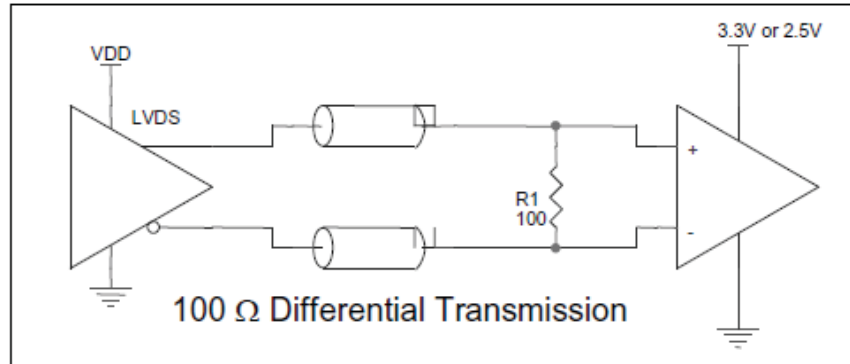 3.3V or 2.5V
VDD
LVDS
+
R1
100
-
100 Ω Differential Transmission